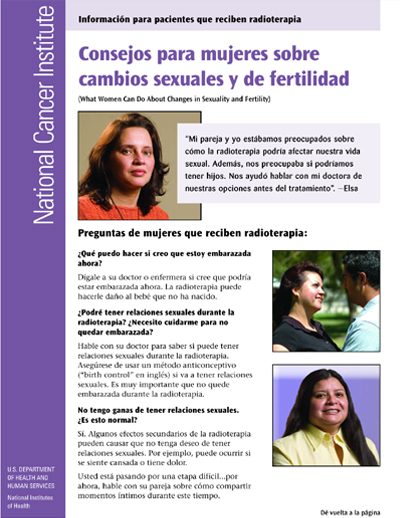 Información para pacientes que reciben radioterapia
National Cancer Institute
Consejos para mujeres sobre
cambios sexuales y de fertilidad
(What Women Can Do About Changes in Sexuality and Fertility)
"Mi pareja y yo estábamos preocupados sobre
cómo la radioterapia podría afectar nuestra vida
sexual. Además, nos preocupaba si podríamos
tener hijos. Nos ayudó hablar con mi doctora de
nuestras opciones antes del tratamiento". —Elsa
Preguntas de mujeres que reciben radioterapia:
¿Qué puedo hacer si creo que estoy embarazada
ahora?
Dígale a su doctor o enfermera si cree que podría
estar embarazada ahora. La radioterapia puede
hacerle daño al bebé que no ha nacido.
¿Podré tener relaciones sexuales durante la
radioterapia? ¿Necesito cuidarme para no
quedar embarazada?
Hable con su doctor para saber si puede tener
relaciones sexuales durante la radioterapia.
Asegúrese de usar un método anticonceptivo
("birth control" en inglés) si va a tener relaciones
sexuales. Es muy importante que no quede
embarazada durante la radioterapia.
No tengo ganas de tener relaciones sexuales.
¿Es esto normal?
Sí. Algunos efectos secundarios de la radioterapia
pueden causar que no tenga deseo de tener
relaciones sexuales. Por ejemplo, puede ocurrir si
se siente cansada o tiene dolor.
Usted está pasando por una etapa difícil...por
ahora, hable con su pareja sobre cómo compartir
momentos íntimos durante este tiempo.
U.S. DEPARTMENT
OF HEALTH AND
HUMAN SERVICES
National Institutes
of Health
Dé vuelta a la página